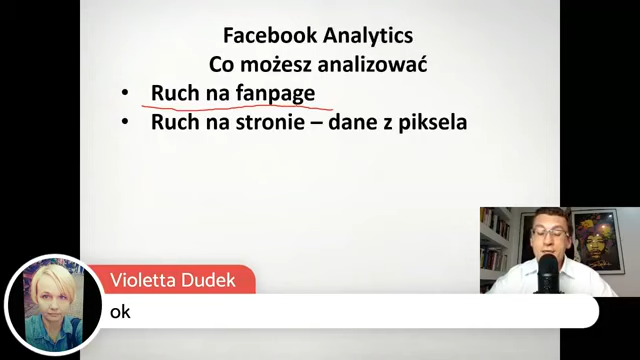 Facebook Analytics
Co możesz analizować
• Ruch na fanpage
• Ruch na stronie – dane z piksela
Violetta Dudek
ok